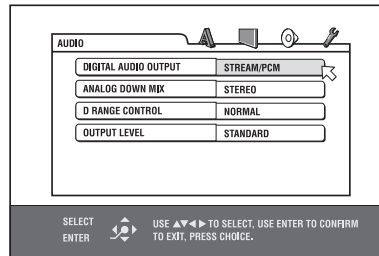 AUDIO
DIGITAL AUDIO OUTPUT STREAM/PCM
ANALOG DOWN MIX STEREO
D RANGE CONTROL NORMAL
OUTPUT LEVEL STANDARD
SELECT
ENTER
USE ▲▼◀▶ TO SELECT, USE ENTER TO CONFIRM
TO EXIT, PRESS CHOICE.